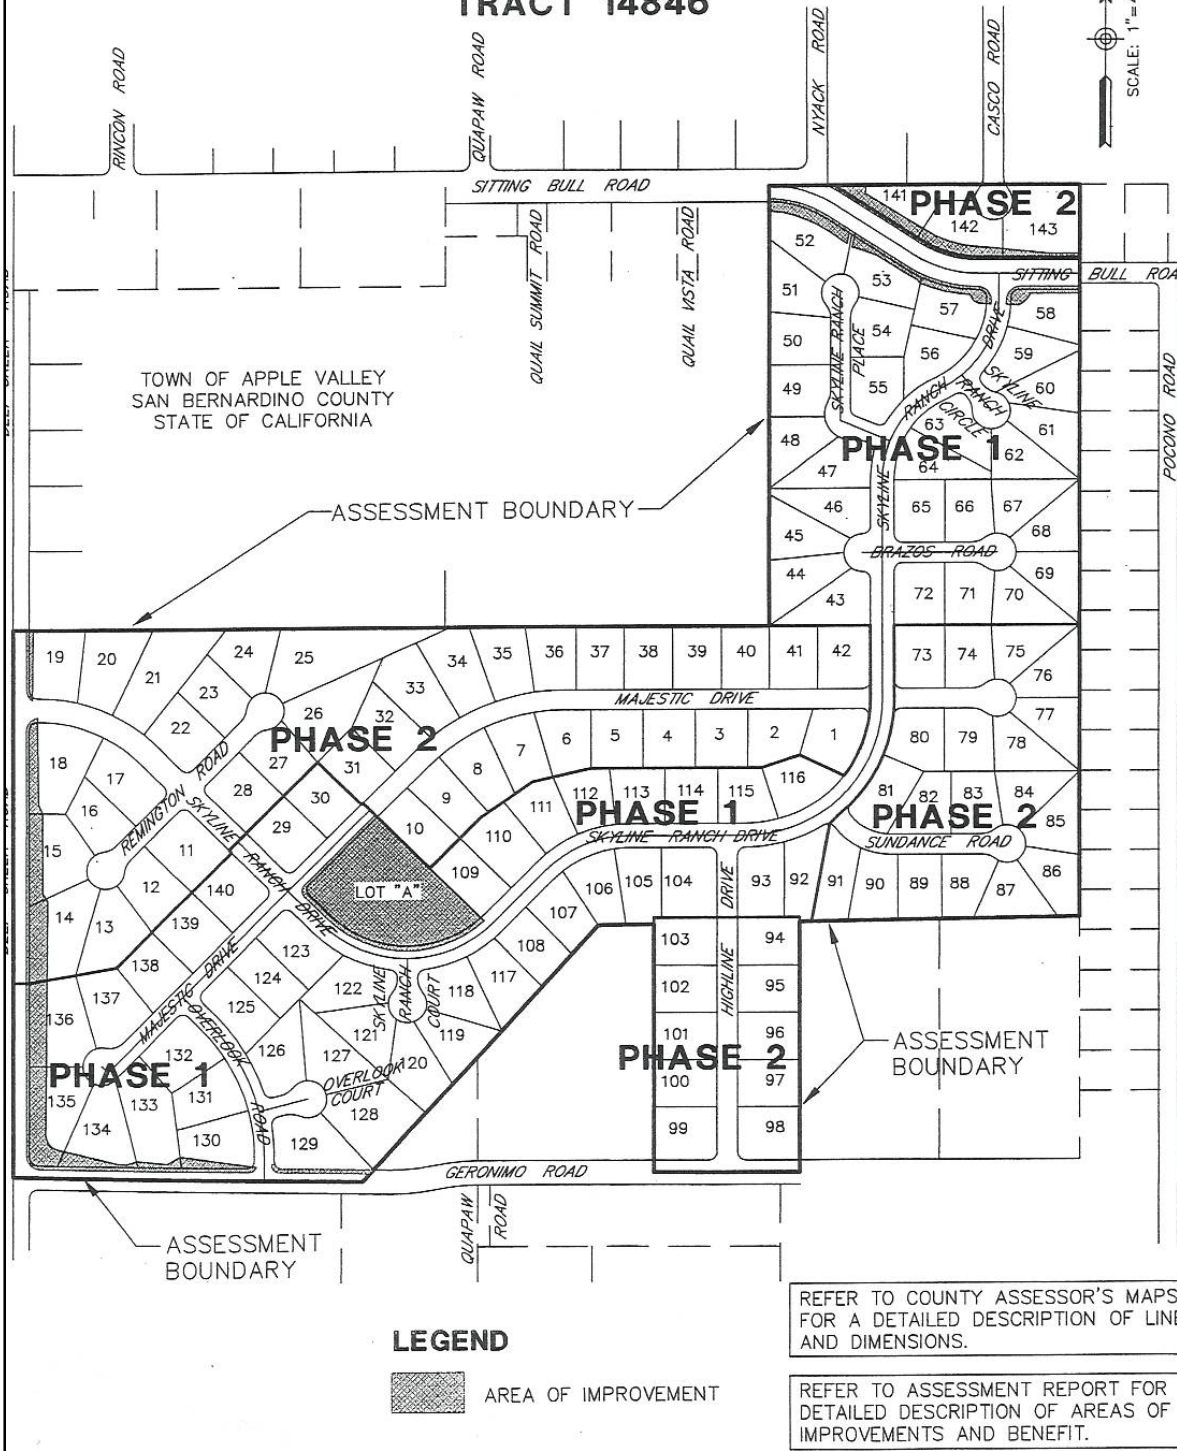 TRACT 14846
RINCON ROAD
QUAPAW ROAD
NYACK ROAD
CASCO ROAD
SCALE: 1"=
SITTING BULL ROAD
QUAIL SUMMIT ROAD
QUAIL VISTA ROAD
141
PHASE 2
142
143
52
SITTING BULL ROA
51
53
57
58
50
54
56
59
49
55
60
SKYLINE RANCH
PLACE
SKYLINE RANCH DRIVE
SKYLINE
RANCH
CIRCLE
POCONO ROAD
TOWN OF APPLE VALLEY
SAN BERNARDINO COUNTY
STATE OF CALIFORNIA
48
63
61
PHASE 1
47
64
62
ASSESSMENT BOUNDARY
46
65
66
67
45
68
BRAZOS ROAD
44
69
43
72
71
70
19
20
21
24
25
34
35
36
37
38
39
40
41
42
73
74
75
23
33
76
MAJESTIC DRIVE
22
26
32
77
PHASE 2
18
17
27
31
7
6
5
4
3
2
1
80
79
78
REMINGTON ROAD
16
28
30
8
9
111
112
113
114
115
116
81
82
83
84
PHASE 1
PHASE 2
15
11
29
10
110
85
SKYLINE RANCH DRIVE
SKYLINE RANCH DRIVE
SUNDANCE ROAD
14
13
12
140
LOT "A"
109
106
105
104
93
92
91
90
89
88
87
86
139
107
138
123
108
103
94
MAJESTIC DRIVE
137
124
122
118
117
102
95
HIGHLINE DRIVE
SKYLINE
RANCH
COURT
136
125
121
119
101
96
OVERLOOK ROAD
132
126
127
120
PHASE 1
PHASE 2
ASSESSMENT
BOUNDARY
OVERLOOK
COURT
135
133
131
128
100
97
134
130
129
99
98
GERONIMO ROAD
QUAPAW
ROAD
ASSESSMENT
BOUNDARY
REFER TO COUNTY ASSESSOR'S MAPS
FOR A DETAILED DESCRIPTION OF LINE
AND DIMENSIONS.
LEGEND
AREA OF IMPROVEMENT
REFER TO ASSESSMENT REPORT FOR
DETAILED DESCRIPTION OF AREAS OF
IMPROVEMENTS AND BENEFIT.